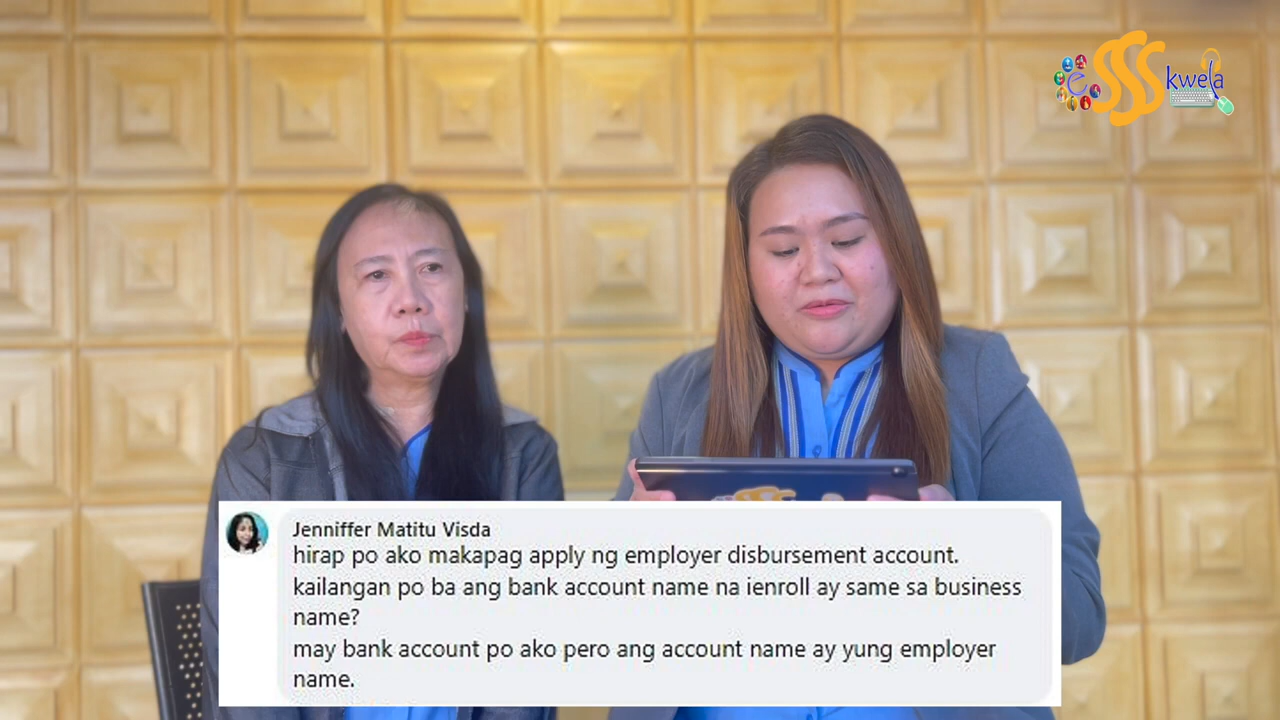 eSSSkwela
SSS
Jenniffer Matitu Visda
hirap po ako makapag apply ng employer disbursement account.
kailangan po ba ang bank account name na ienroll ay same sa business
name?
may bank account po ako pero ang account name ay yung employer
name.